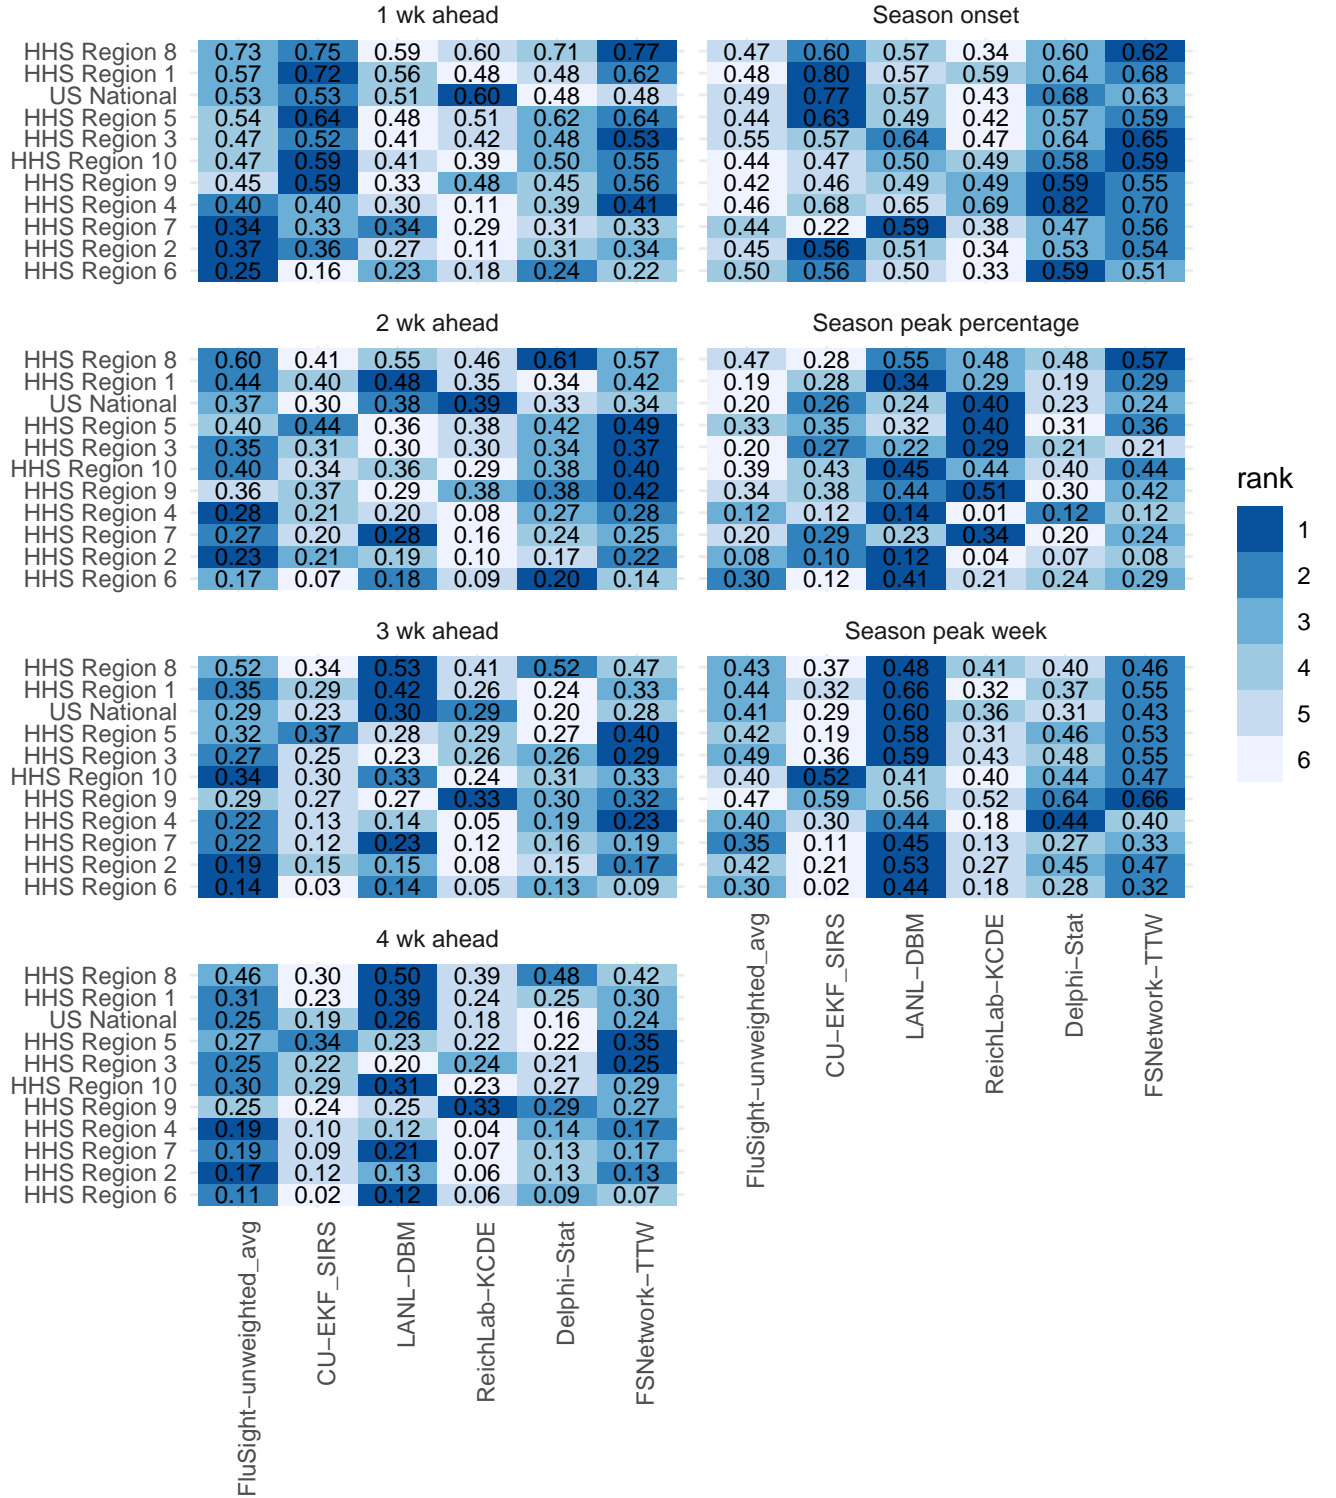 1 wk ahead
HHS Region 8 0.73 0.75 0.59 0.60 0.71 0.77
HHS Region 1 0.57 0.72 0.56 0.48 0.48 0.62
US National 0.53 0.53 0.51 0.60 0.48 0.48
HHS Region 5 0.54 0.64 0.48 0.51 0.62 0.64
HHS Region 3 0.47 0.52 0.41 0.42 0.48 0.53
HHS Region 10 0.47 0.59 0.41 0.39 0.50 0.55
HHS Region 9 0.45 0.59 0.33 0.48 0.45 0.56
HHS Region 4 0.40 0.40 0.30 0.11 0.39 0.41
HHS Region 7 0.34 0.33 0.34 0.29 0.31 0.33
HHS Region 2 0.37 0.36 0.27 0.11 0.31 0.34
HHS Region 6 0.25 0.16 0.23 0.18 0.24 0.22
Season onset
0.47 0.60 0.57 0.34 0.60 0.62
0.48 0.80 0.57 0.59 0.64 0.68
0.49 0.77 0.57 0.43 0.68 0.63
0.44 0.63 0.49 0.42 0.57 0.59
0.55 0.57 0.64 0.47 0.64 0.65
0.44 0.47 0.50 0.49 0.58 0.59
0.42 0.46 0.49 0.49 0.59 0.55
0.46 0.68 0.65 0.69 0.82 0.70
0.44 0.22 0.59 0.38 0.47 0.56
0.45 0.56 0.51 0.34 0.53 0.54
0.50 0.56 0.50 0.33 0.59 0.51
2 wk ahead
HHS Region 8 0.60 0.41 0.55 0.46 0.61 0.57
HHS Region 1 0.44 0.40 0.48 0.35 0.34 0.42
US National 0.37 0.30 0.38 0.39 0.33 0.34
HHS Region 5 0.40 0.44 0.36 0.38 0.42 0.49
HHS Region 3 0.35 0.31 0.30 0.30 0.34 0.37
HHS Region 10 0.40 0.34 0.36 0.29 0.38 0.40
HHS Region 9 0.36 0.37 0.29 0.38 0.38 0.42
HHS Region 4 0.28 0.21 0.20 0.08 0.27 0.28
HHS Region 7 0.27 0.20 0.28 0.16 0.24 0.25
HHS Region 2 0.23 0.21 0.19 0.10 0.17 0.22
HHS Region 6 0.17 0.07 0.18 0.09 0.20 0.14
Season peak percentage
0.47 0.28 0.55 0.48 0.48 0.57
0.19 0.28 0.34 0.29 0.19 0.29
0.20 0.26 0.24 0.40 0.23 0.24
0.33 0.35 0.32 0.40 0.31 0.36
0.20 0.27 0.22 0.29 0.21 0.21
0.39 0.43 0.45 0.44 0.40 0.44
0.34 0.38 0.44 0.51 0.30 0.42
0.12 0.12 0.14 0.01 0.12 0.12
0.20 0.29 0.23 0.34 0.20 0.24
0.08 0.10 0.12 0.04 0.07 0.08
0.30 0.12 0.41 0.21 0.24 0.29
3 wk ahead
HHS Region 8 0.52 0.34 0.53 0.41 0.52 0.47
HHS Region 1 0.35 0.29 0.42 0.26 0.24 0.33
US National 0.29 0.23 0.30 0.29 0.20 0.28
HHS Region 5 0.32 0.37 0.28 0.29 0.27 0.40
HHS Region 3 0.27 0.25 0.23 0.26 0.26 0.29
HHS Region 10 0.34 0.30 0.33 0.24 0.31 0.33
HHS Region 9 0.29 0.27 0.27 0.33 0.30 0.32
HHS Region 4 0.22 0.13 0.14 0.05 0.19 0.23
HHS Region 7 0.22 0.12 0.23 0.12 0.16 0.19
HHS Region 2 0.19 0.15 0.15 0.08 0.15 0.17
HHS Region 6 0.14 0.03 0.14 0.05 0.13 0.09
Season peak week
0.43 0.37 0.48 0.41 0.40 0.46
0.44 0.32 0.66 0.32 0.37 0.55
0.41 0.29 0.60 0.36 0.31 0.43
0.42 0.19 0.58 0.31 0.46 0.53
0.49 0.36 0.59 0.43 0.48 0.55
0.40 0.52 0.41 0.40 0.44 0.47
0.47 0.59 0.56 0.52 0.64 0.66
0.40 0.30 0.44 0.18 0.44 0.40
0.35 0.11 0.45 0.13 0.27 0.33
0.42 0.21 0.53 0.27 0.45 0.47
0.30 0.02 0.44 0.18 0.28 0.32
FluSight−unweighted_avg
CU−EKF_SIRS
LANL−DBM
ReichLab−KCDE
Delphi−Stat
FSNetwork−TTW
4 wk ahead
HHS Region 8 0.46 0.30 0.50 0.39 0.48 0.42
HHS Region 1 0.31 0.23 0.39 0.24 0.25 0.30
US National 0.25 0.19 0.26 0.18 0.16 0.24
HHS Region 5 0.27 0.34 0.23 0.22 0.22 0.35
HHS Region 3 0.25 0.22 0.20 0.24 0.21 0.25
HHS Region 10 0.30 0.29 0.31 0.23 0.27 0.29
HHS Region 9 0.25 0.24 0.25 0.33 0.29 0.27
HHS Region 4 0.19 0.10 0.12 0.04 0.14 0.17
HHS Region 7 0.19 0.09 0.21 0.07 0.13 0.17
HHS Region 2 0.17 0.12 0.13 0.06 0.13 0.13
HHS Region 6 0.11 0.02 0.12 0.06 0.09 0.07
FluSight−unweighted_avg
CU−EKF_SIRS
LANL−DBM
ReichLab−KCDE
Delphi−Stat
FSNetwork−TTW
rank
1
2
3
4
5
6